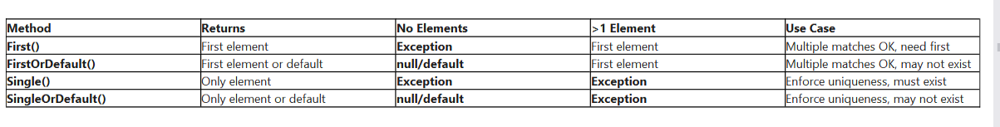 Method Returns No Elements >1 Element Use Case
First() First element Exception First element Multiple matches OK, need first
FirstOrDefault() First element or default null/default First element Multiple matches OK, may not exist
Single() Only element Exception Exception Enforce uniqueness, must exist
SingleOrDefault() Only element or default null/default Exception Enforce uniqueness, may not exist